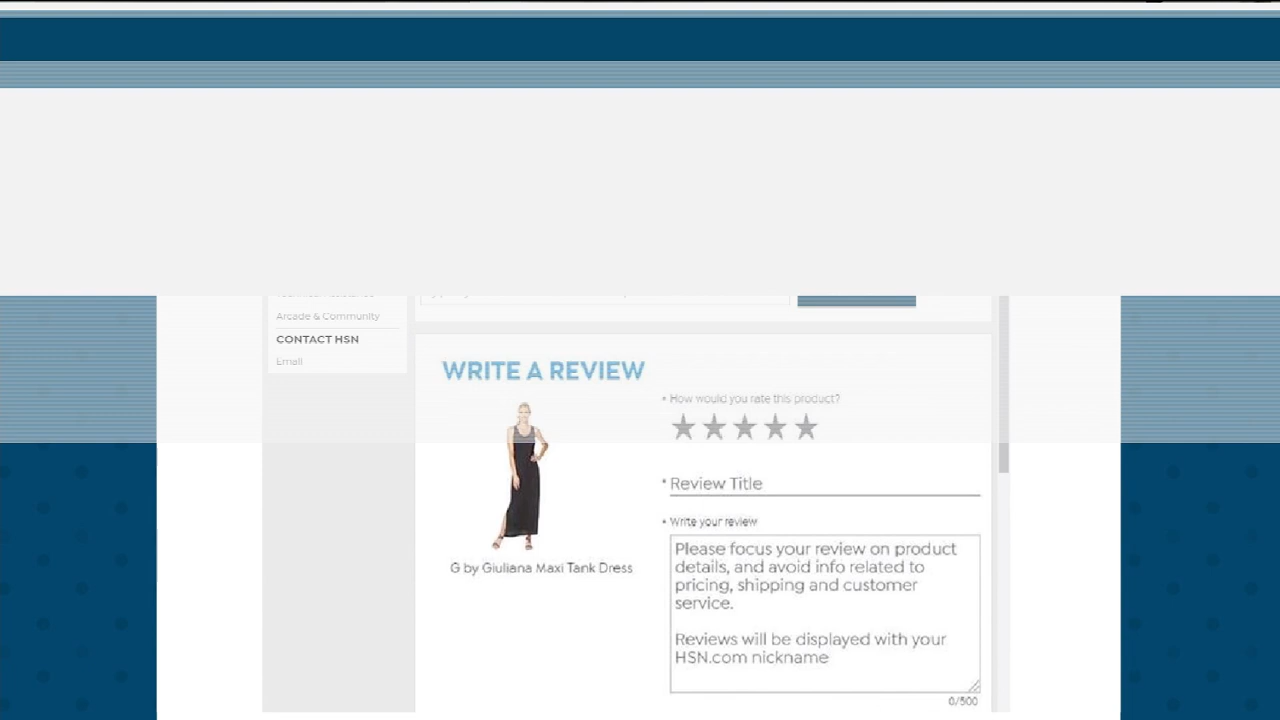 Arcade & Community
CONTACT HSN
Email
WRITE A REVIEW
* How would you rate this product?
* Review Title
* Write your review
Please focus your review on product
details, and avoid info related to
pricing, shipping and customer
service.
Reviews will be displayed with your
HSN.com nickname
0/500
G by Giuliana Maxi Tank Dress